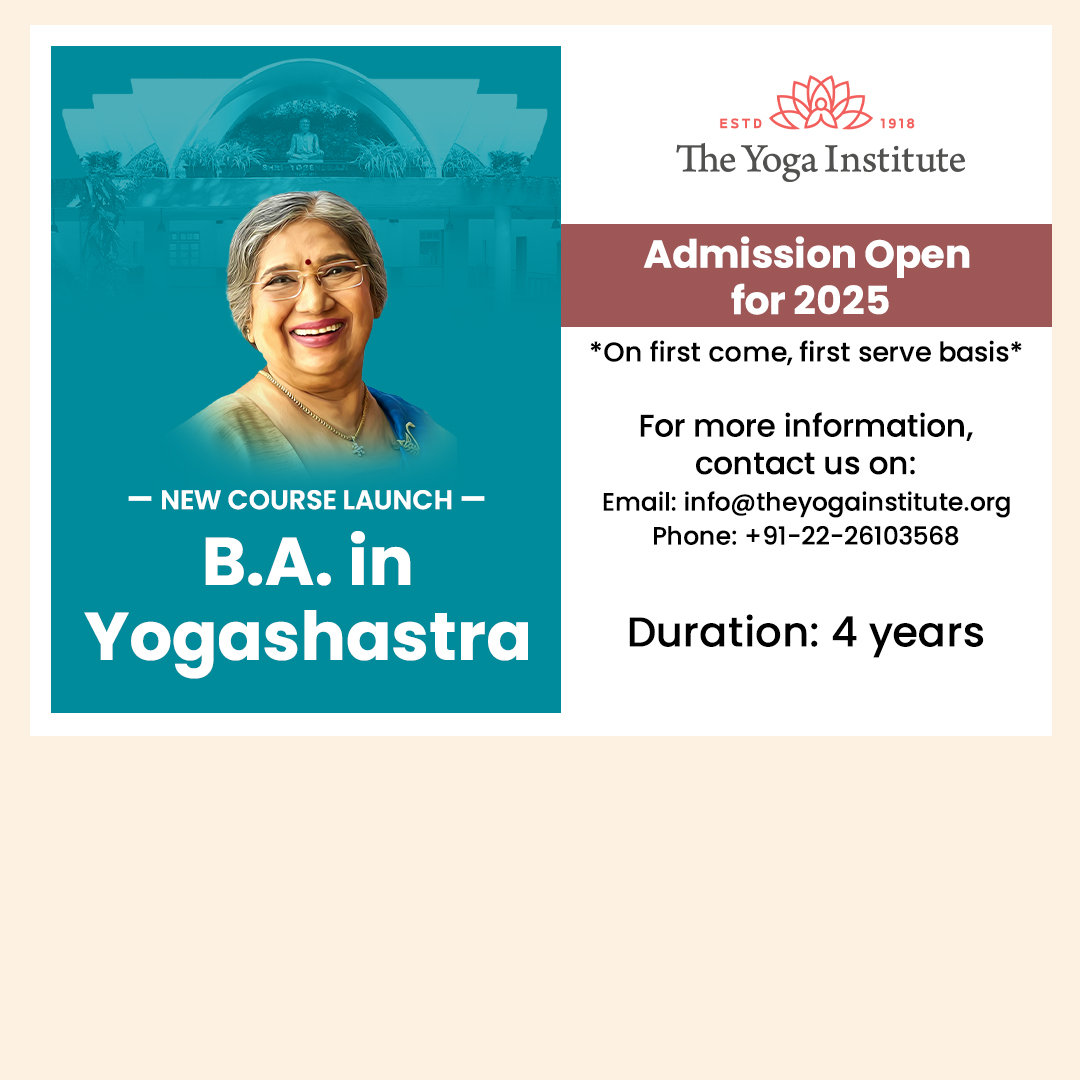 — NEW COURSE LAUNCH —
B.A. in
Yogashastra
ESTD 1918
The Yoga Institute
Admission Open
for 2025
*On first come, first serve basis*
For more information,
contact us on:
Email: info@theyogainstitute.org
Phone: +91-22-26103568
Duration: 4 years